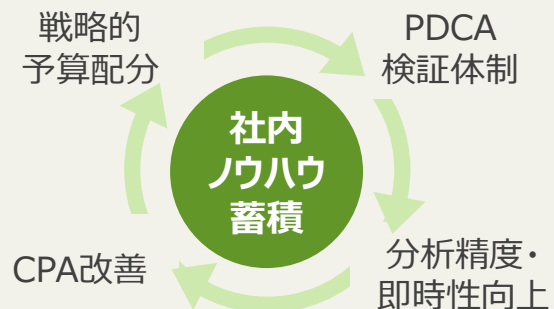 戦略的
予算配分
PDCA
検証体制
社内
ノウハウ
蓄積
CPA改善
分析精度・
即時性向上